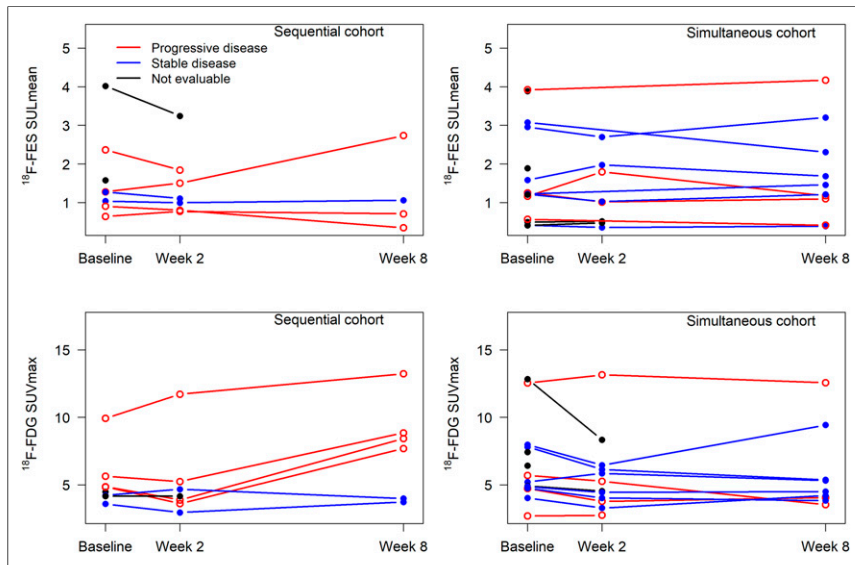 Sequential cohort
Progressive disease
Stable disease
Not evaluable
18F-FES SULmean
5
4
3
2
1
Baseline Week 2 Week 8
Simultaneous cohort
18F-FES SULmean
5
4
3
2
1
Baseline Week 2 Week 8
Sequential cohort
18F-FDG SUVmax
15
10
5
Baseline Week 2 Week 8
Simultaneous cohort
18F-FDG SUVmax
15
10
5
Baseline Week 2 Week 8